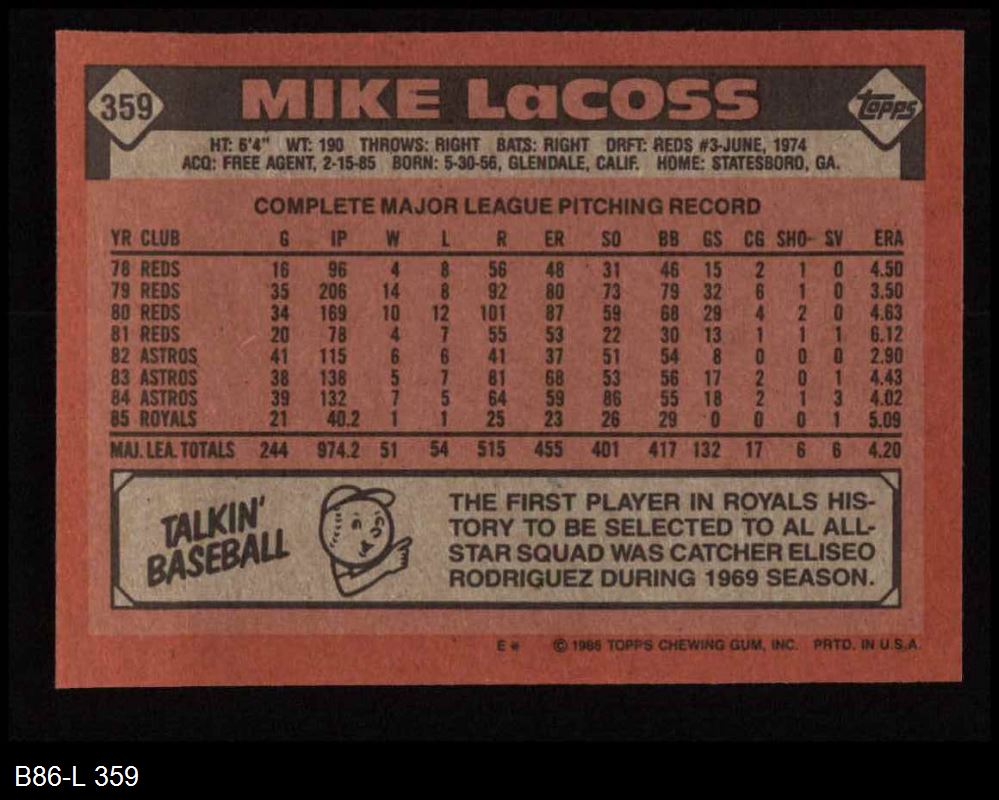 359 MIKE LaCOSS Topps
HT: 6'4" WT: 190 THROWS: RIGHT BATS: RIGHT DRFT: REDS #3-JUNE, 1974
ACQ: FREE AGENT, 2-15-85 BORN: 5-30-56, GLENDALE, CALIF. HOME: STATESBORO, GA.
COMPLETE MAJOR LEAGUE PITCHING RECORD
YR CLUB G IP W L R ER SO BB GS CG SHO SV ERA
78 REDS 16 96 4 8 56 48 31 46 15 2 1 0 4.50
79 REDS 35 206 14 8 92 80 73 79 32 6 1 0 3.50
80 REDS 34 169 10 12 101 87 59 68 29 4 2 0 4.63
81 REDS 20 78 4 7 55 53 22 30 13 1 1 1 6.12
82 ASTROS 41 115 6 6 41 37 51 54 8 0 0 0 2.90
83 ASTROS 38 138 5 7 81 68 53 56 17 2 0 1 4.43
84 ASTROS 39 132 7 5 64 59 86 55 18 2 1 3 4.02
85 ROYALS 21 40.2 1 1 25 23 26 29 0 0 0 1 5.09
MAJ. LEA. TOTALS 244 974.2 51 54 515 455 401 417 132 17 6 6 4.20
TALKIN'
BASEBALL
THE FIRST PLAYER IN ROYALS HIS-
TORY TO BE SELECTED TO AL ALL-
STAR SQUAD WAS CATCHER ELISEO
RODRIGUEZ DURING 1969 SEASON.
E* © 1986 TOPPS CHEWING GUM, INC. PRTD. IN U.S.A.
B86-L 359